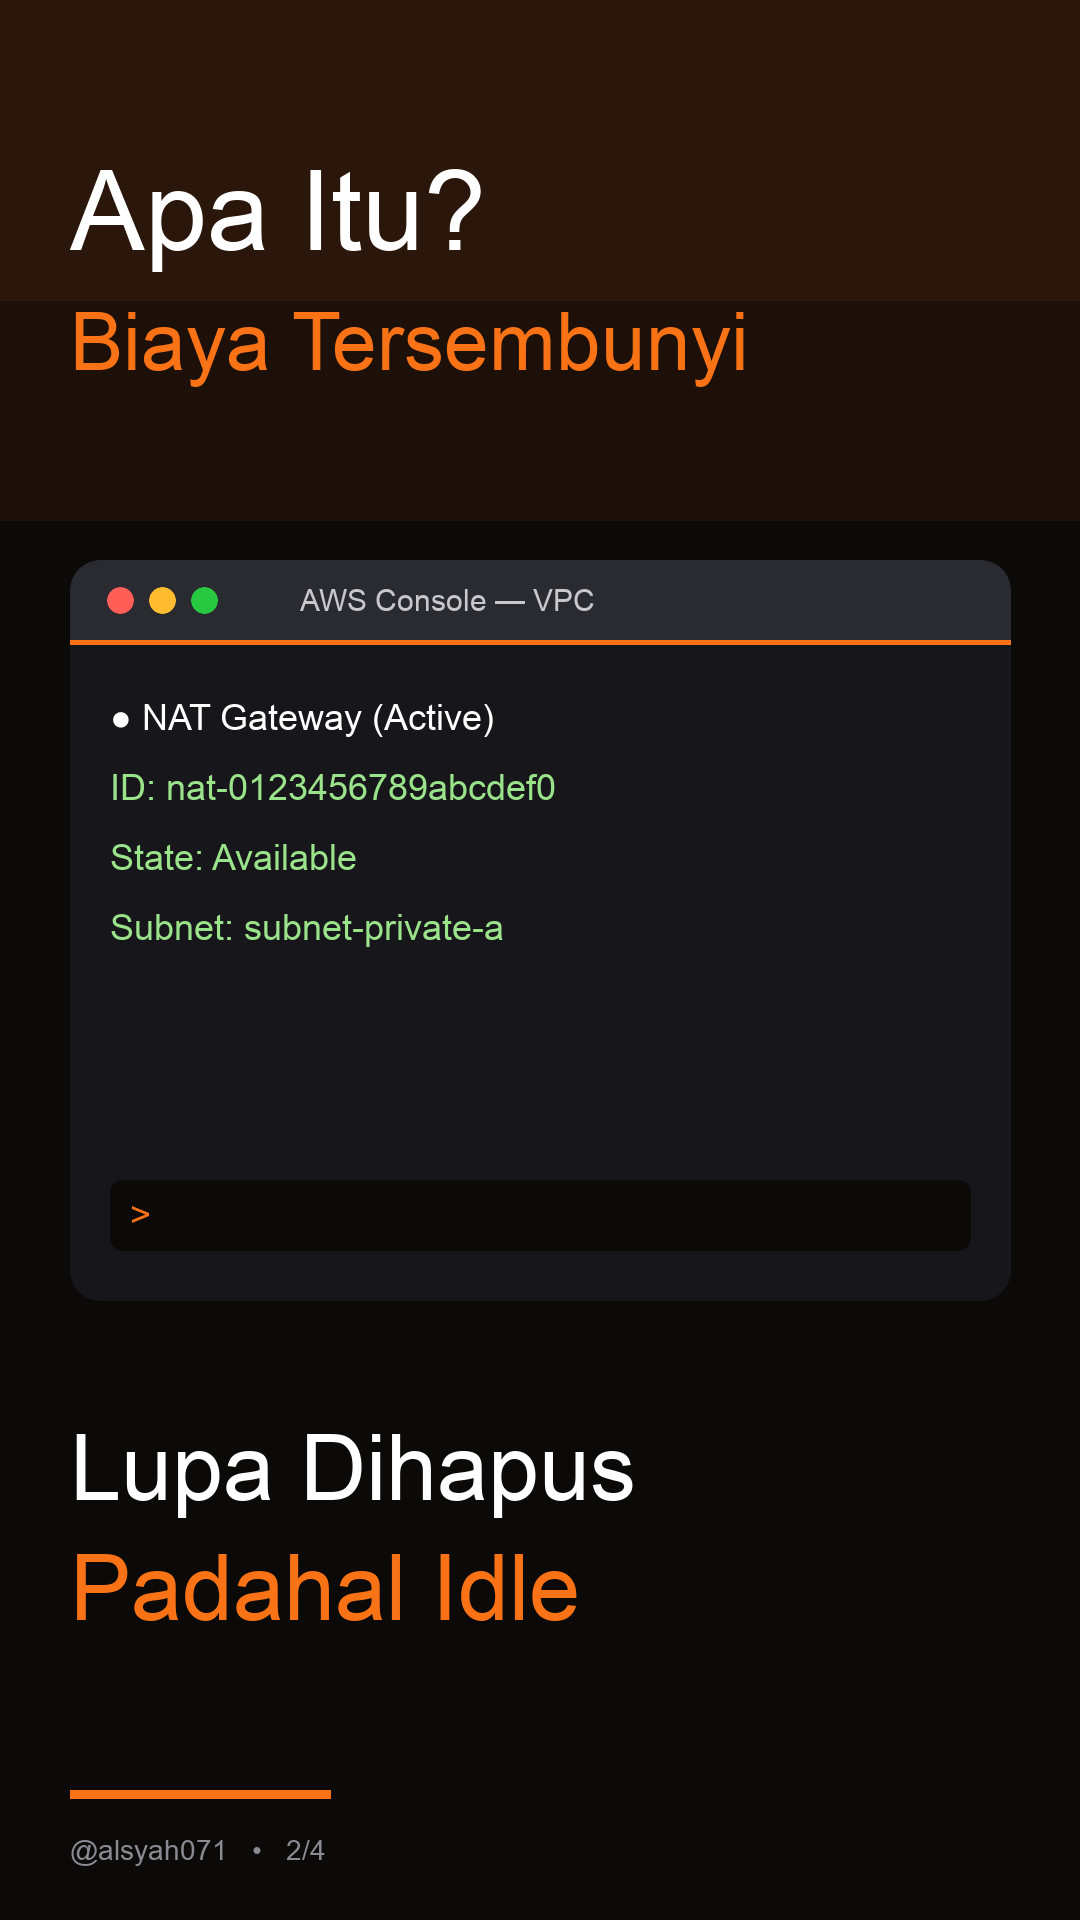 Apa Itu?
Biaya Tersembunyi
AWS Console — VPC
● NAT Gateway (Active)
ID: nat-0123456789abcdef0
State: Available
Subnet: subnet-private-a
>
Lupa Dihapus
Padahal Idle
@alsyah071 • 2/4